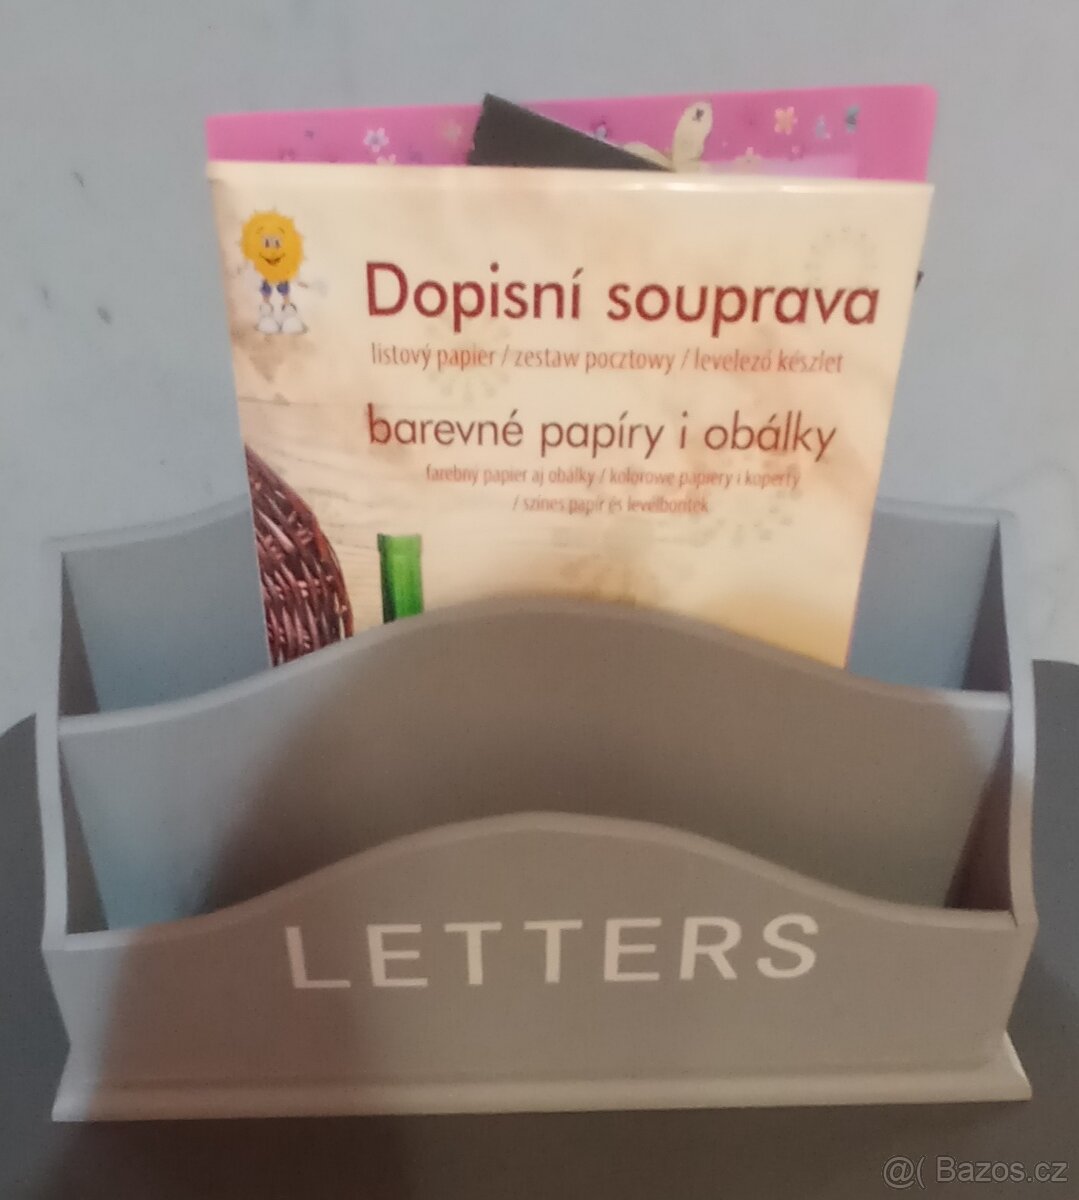 Dopisní souprava
listový papier / zestaw pocztowy / levelező készlet
barevné papíry i obálky
farebný papier aj obálky / kolorowe papiery i koperty
/ színes papír és levélboríték
LETTERS
@( Bazos.cz